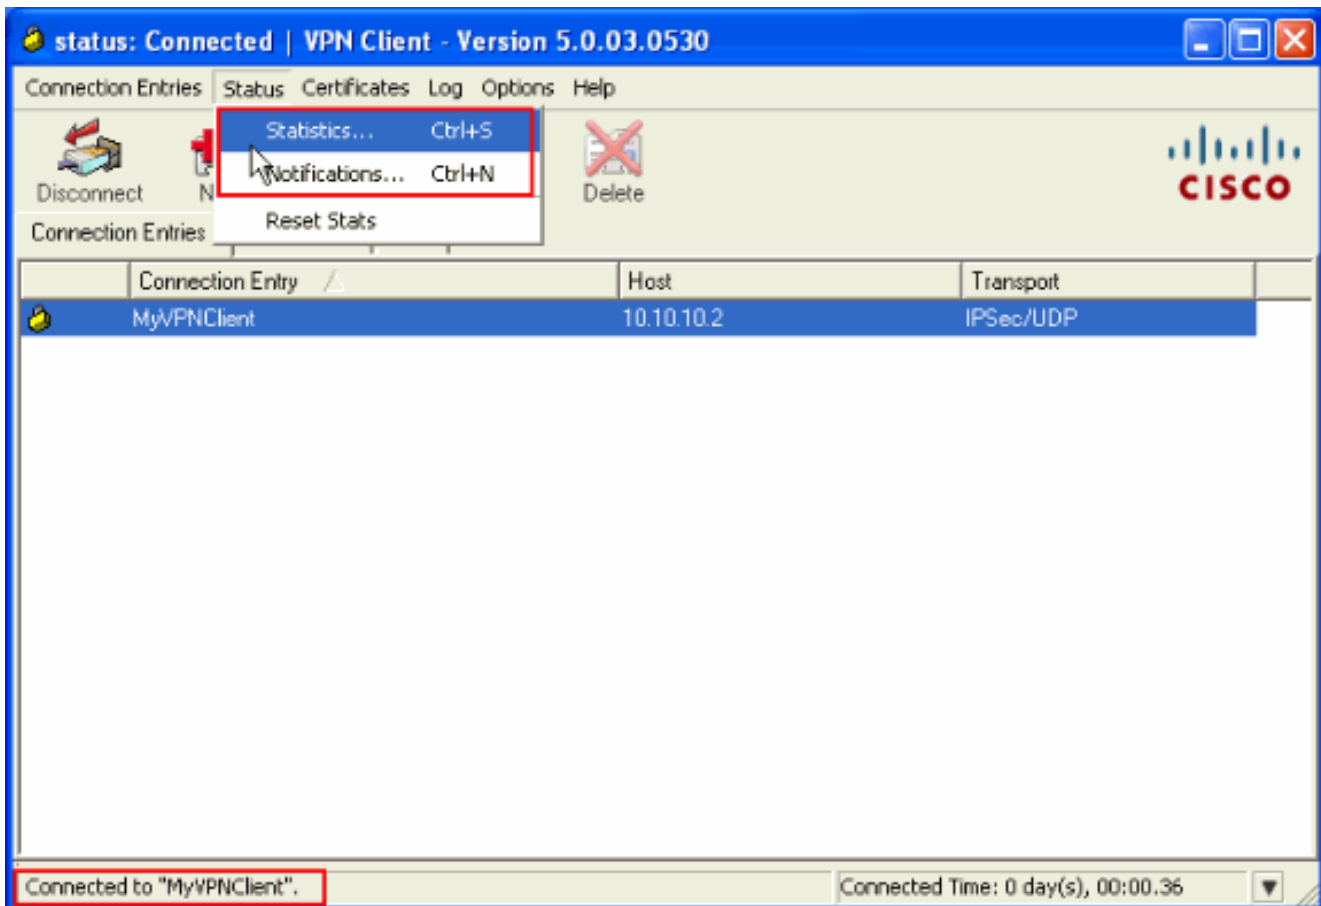 status: Connected | VPN Client - Version 5.0.03.0530
Connection Entries Status Certificates Log Options Help
Statistics... Ctrl+S
Notifications... Ctrl+N
Reset Stats
Disconnect
Delete
CISCO
Connection Entries
Connection Entry Host Transport
MyVPNClient 10.10.10.2 IPSec/UDP
Connected to "MyVPNClient". Connected Time: 0 day(s), 00:00.36